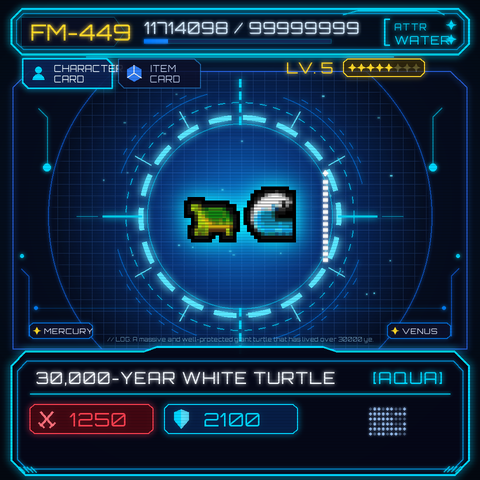 FM-449
11714098 / 99999999
ATTR
WATER
CHARACTER
CARD
ITEM
CARD
LV. 5
MERCURY
VENUS
// LOG: A massive and well-protected giant turtle that has lived over 30000 ye
30,000-YEAR WHITE TURTLE
[AQUA]
1250
2100